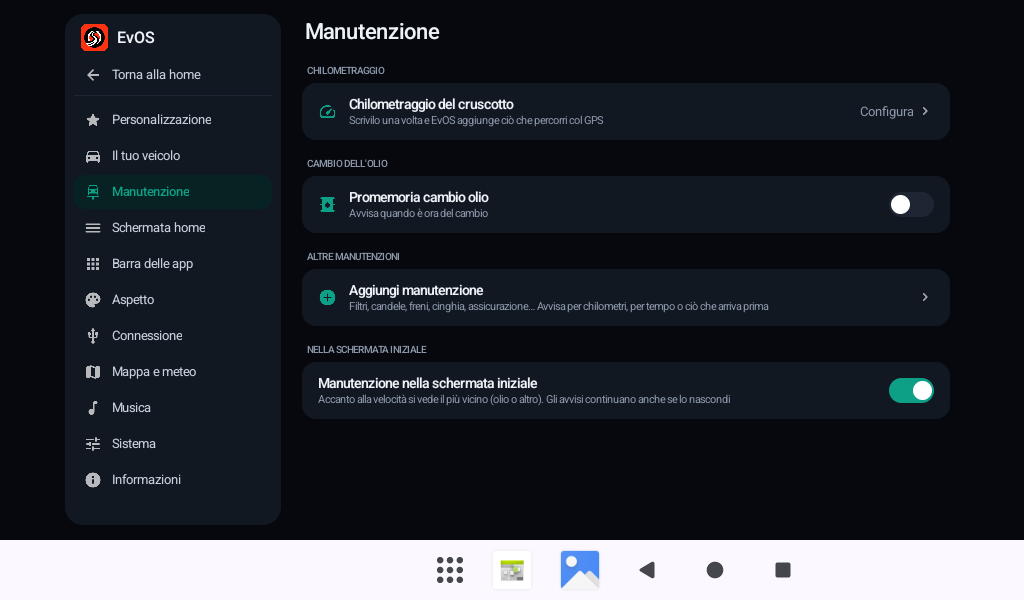 EvOS
Torna alla home
Personalizzazione
Il tuo veicolo
Manutenzione
Schermata home
Barra delle app
Aspetto
Connessione
Mappa e meteo
Musica
Sistema
Informazioni
Manutenzione
CHILOMETRAGGIO
Chilometraggio del cruscotto
Scrivilo una volta e EvOS aggiunge ciò che percorri col GPS
Configura
CAMBIO DELL'OLIO
Promemoria cambio olio
Avvisa quando è ora del cambio
ALTRE MANUTENZIONI
Aggiungi manutenzione
Filtri, candele, freni, cinghia, assicurazione… Avvisa per chilometri, per tempo o ciò che arriva prima
NELLA SCHERMATA INIZIALE
Manutenzione nella schermata iniziale
Accanto alla velocità si vede il più vicino (olio o altro). Gli avvisi continuano anche se lo nascondi